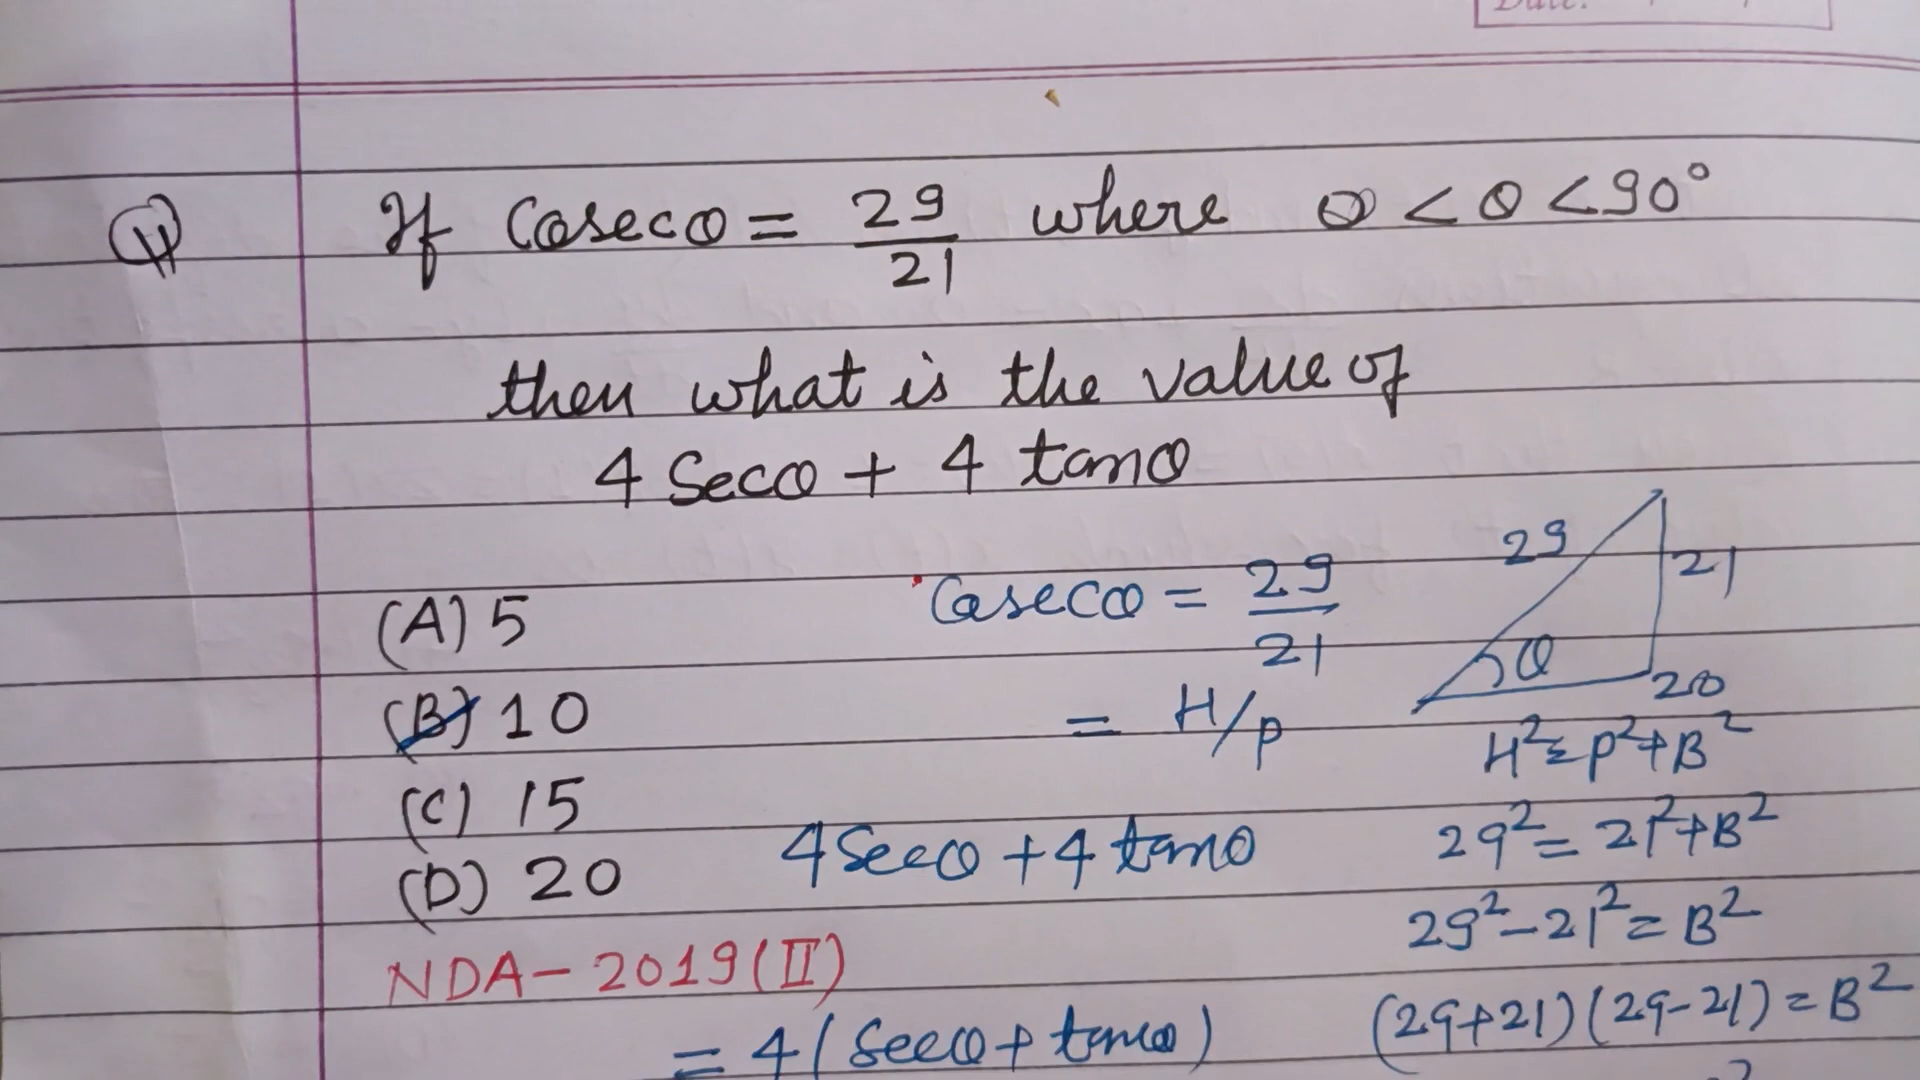 Date:
Q If Cosecθ = 29/21 where 0 < θ < 90°
then what is the value of
4 Secθ + 4 tanθ
(A) 5
(B) 10
(C) 15
(D) 20
NDA - 2019 (II)
Cosecθ = 29/21
= H/P
4 Secθ + 4 tanθ
= 4 ( Secθ + tanθ )
29
21
θ
20
H² = P² + B²
29² = 21² + B²
29² - 21² = B²
(29+21) (29-21) = B²